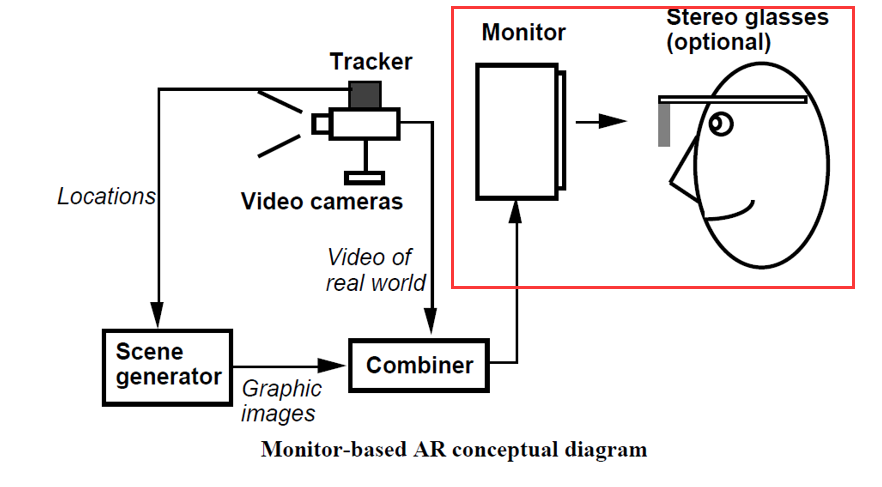 Stereo glasses
(optional)
Monitor
Tracker
Locations
Video cameras
Video of
real world
Scene
generator
Combiner
Graphic
images
Monitor-based AR conceptual diagram